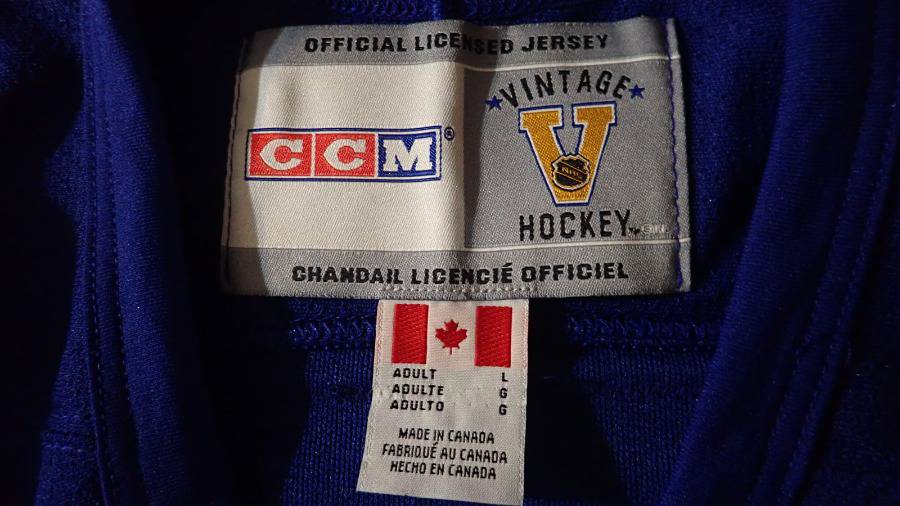 OFFICIAL LICENSED JERSEY
CCM®
VINTAGE
V
NHL
HOCKEY™
CHANDAIL LICENCIÉ OFFICIEL
ADULT L
ADULTE G
ADULTO G
MADE IN CANADA
FABRIQUÉ AU CANADA
HECHO EN CANADA